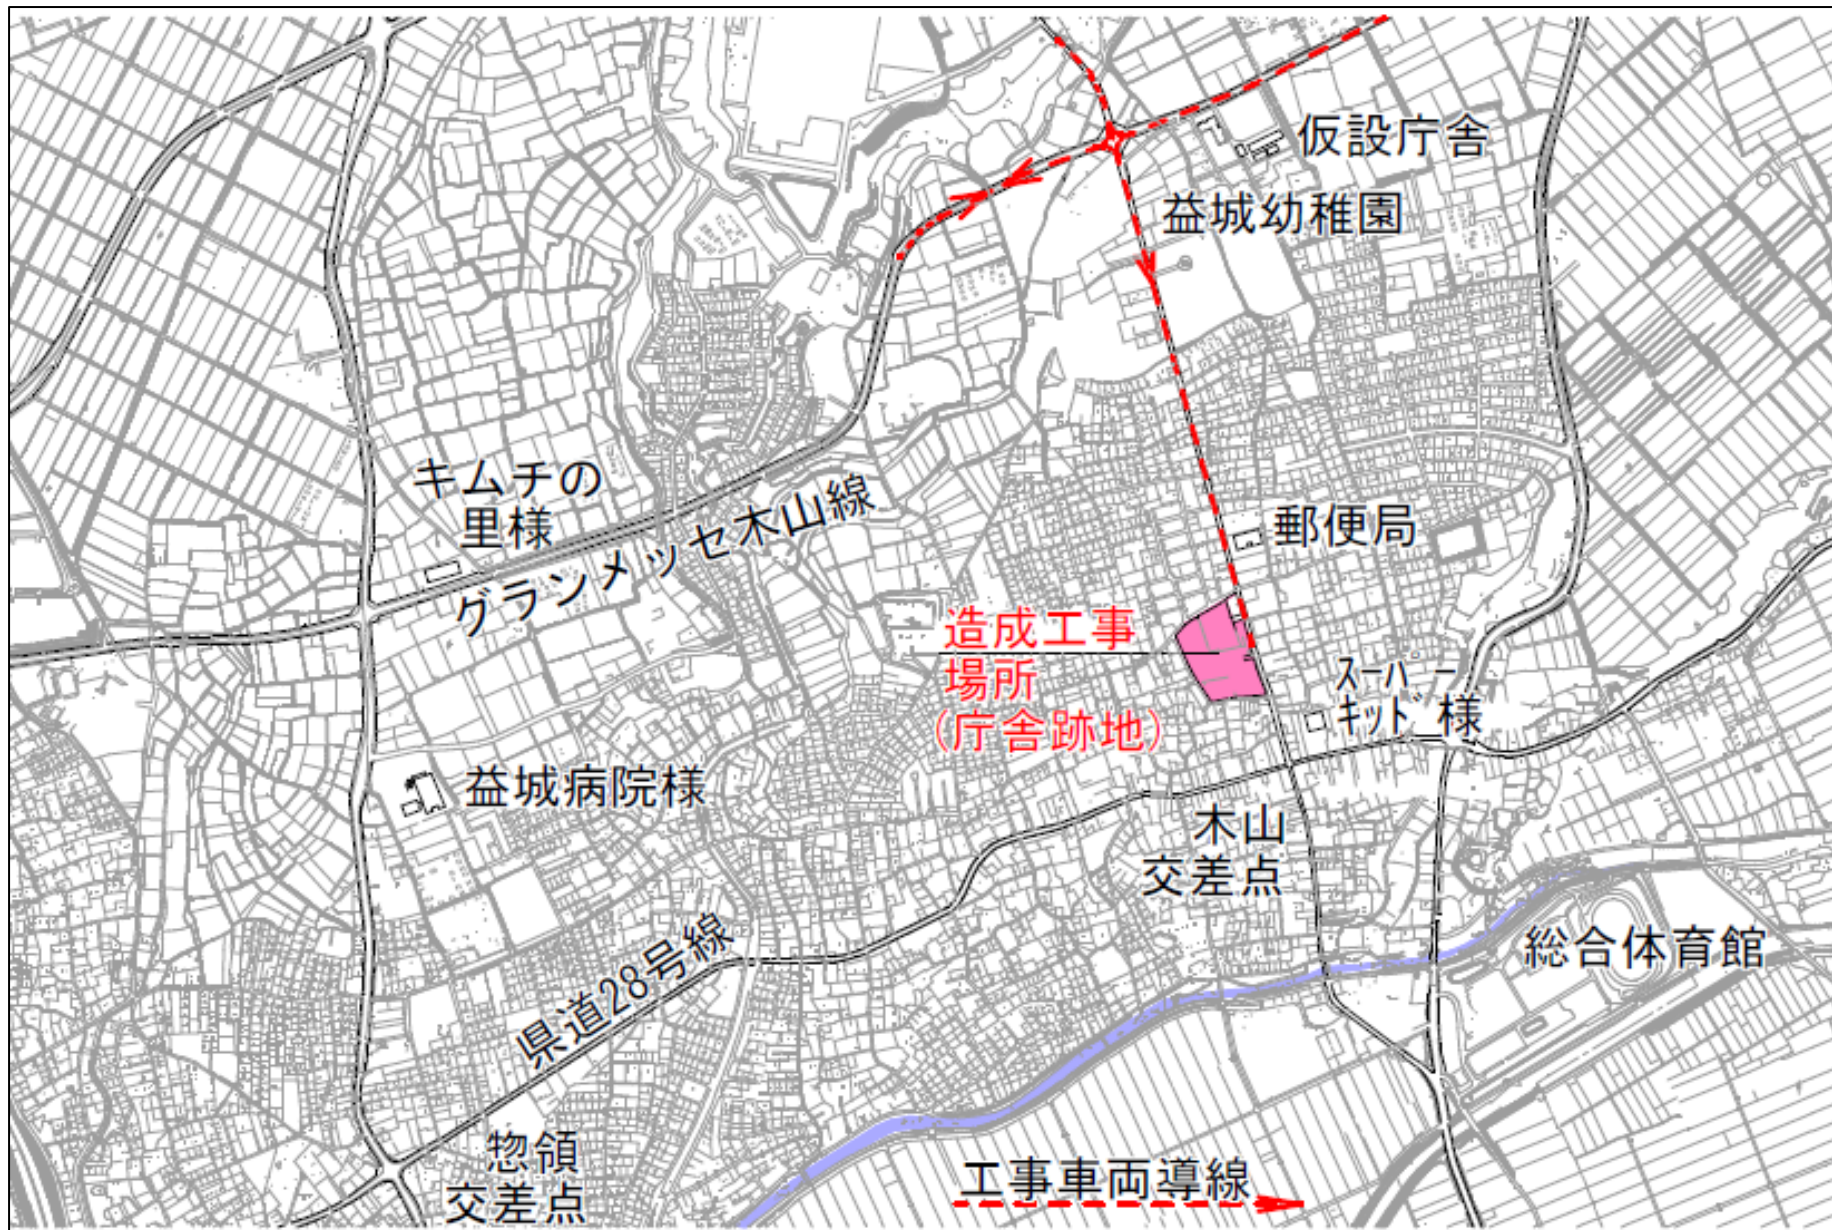 仮設庁舎
益城幼稚園
キムチの
里様
グランメッセ木山線
郵便局
造成工事
場所
(庁舎跡地)
ｽｰﾊﾟｰ
ｷｯﾄﾞ様
益城病院様
木山
交差点
県道28号線
総合体育館
惣領
交差点
工事車両導線